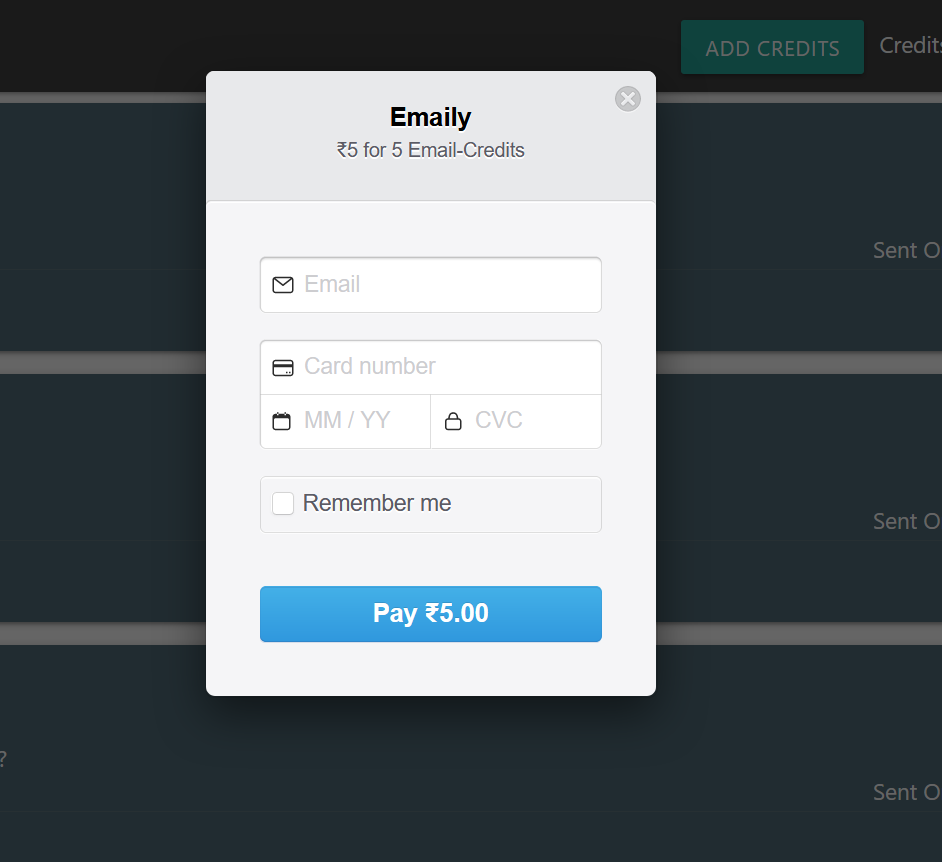 ADD CREDITS
Credits
Emaily
₹5 for 5 Email-Credits
Sent O
Email
Card number
MM / YY
CVC
Remember me
Sent O
Pay ₹5.00
?
Sent O